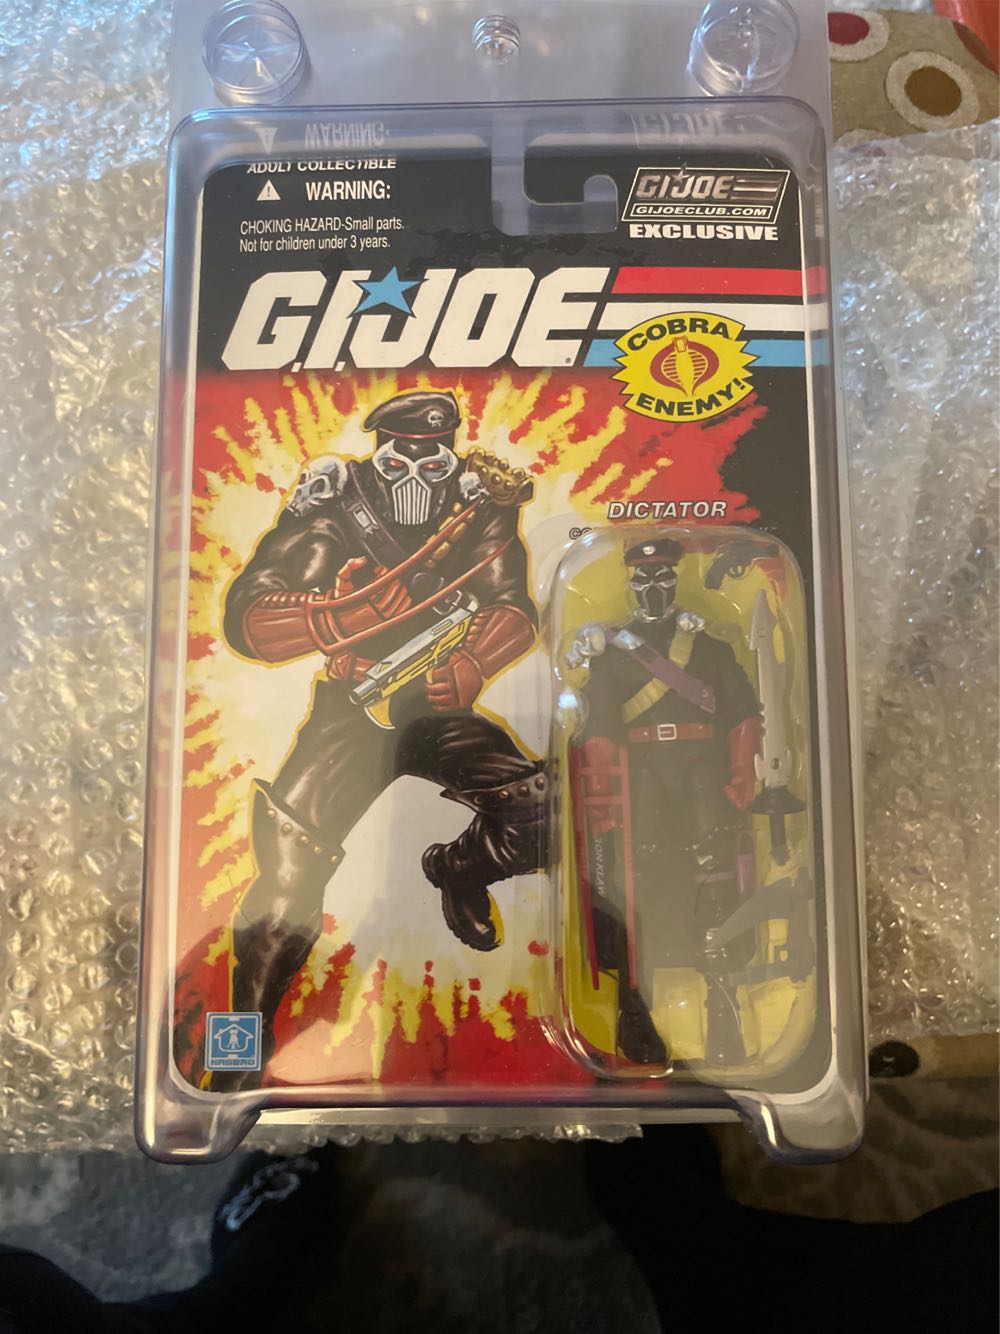 ADULT COLLECTIBLE
WARNING:
CHOKING HAZARD-Small parts.
Not for children under 3 years.
GI JOE
GIJOECLUB.COM
EXCLUSIVE
G.I. JOE
COBRA
ENEMY!
DICTATOR
HASBRO